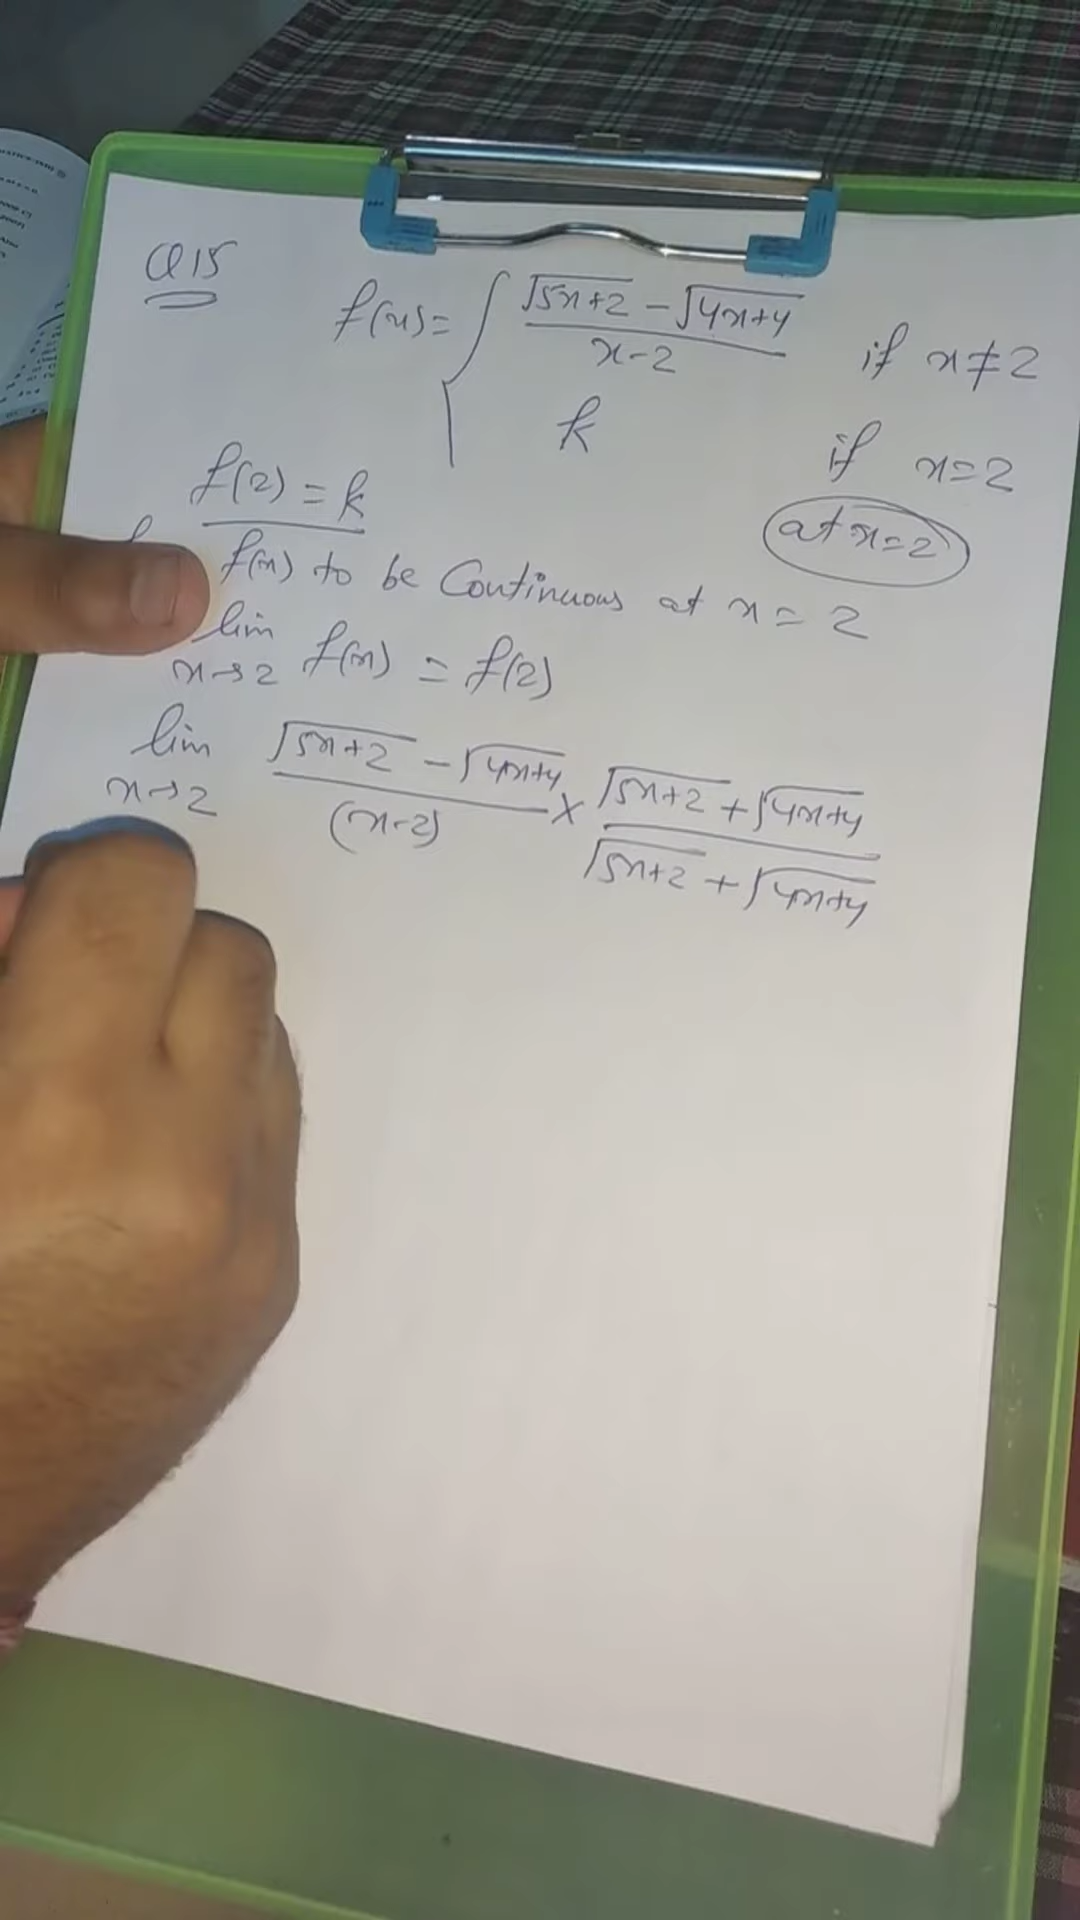 Q15
f(x) = { (√5x+2 - √4x+4)/(x-2) if x≠2
k if x=2
f(2) = k
at x=2
f(x) to be Continuous at x = 2
lim x→2 f(x) = f(2)
lim x→2 (√5x+2 - √4x+4)/(x-2) × (√5x+2 + √4x+4)/(√5x+2 + √4x+4)